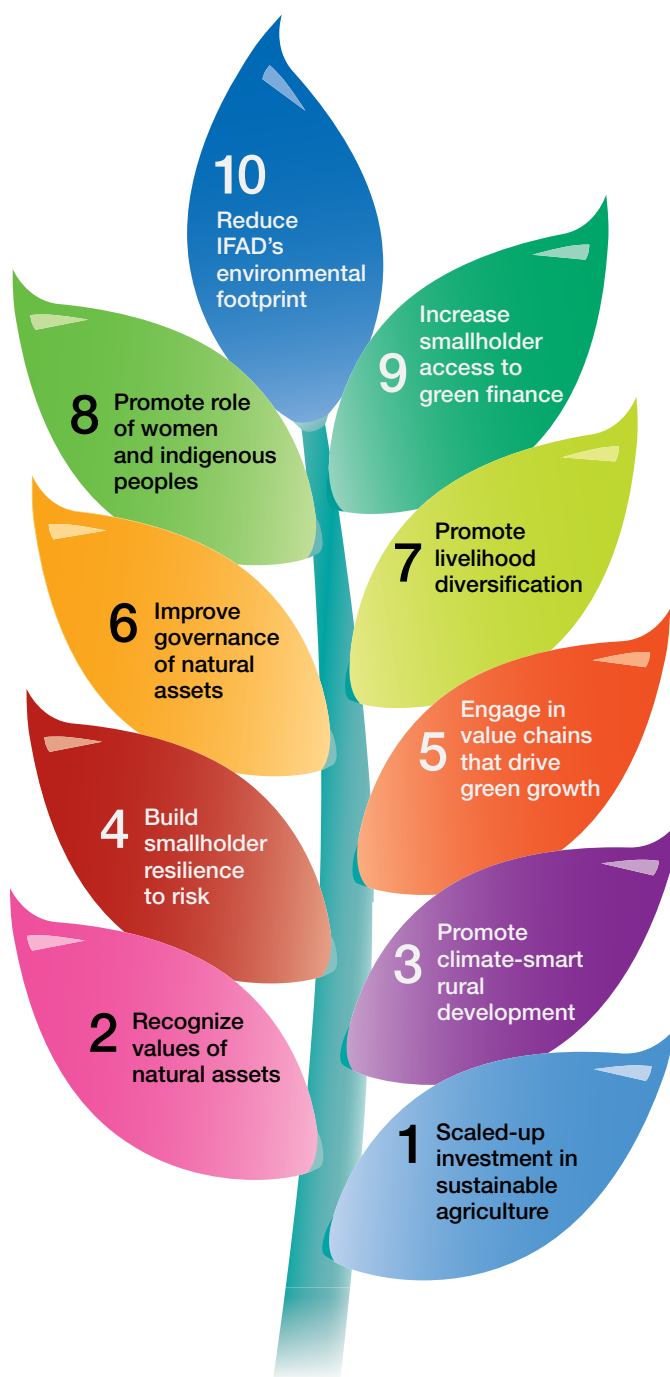 10
Reduce
IFAD's
environmental
footprint
9
Increase
smallholder
access to
green finance
8
Promote role
of women
and indigenous
peoples
7
Promote
livelihood
diversification
6
Improve
governance
of natural
assets
5
Engage in
value chains
that drive
green growth
4
Build
smallholder
resilience
to risk
3
Promote
climate-smart
rural
development
2
Recognize
values of
natural assets
1
Scaled-up
investment in
sustainable
agriculture